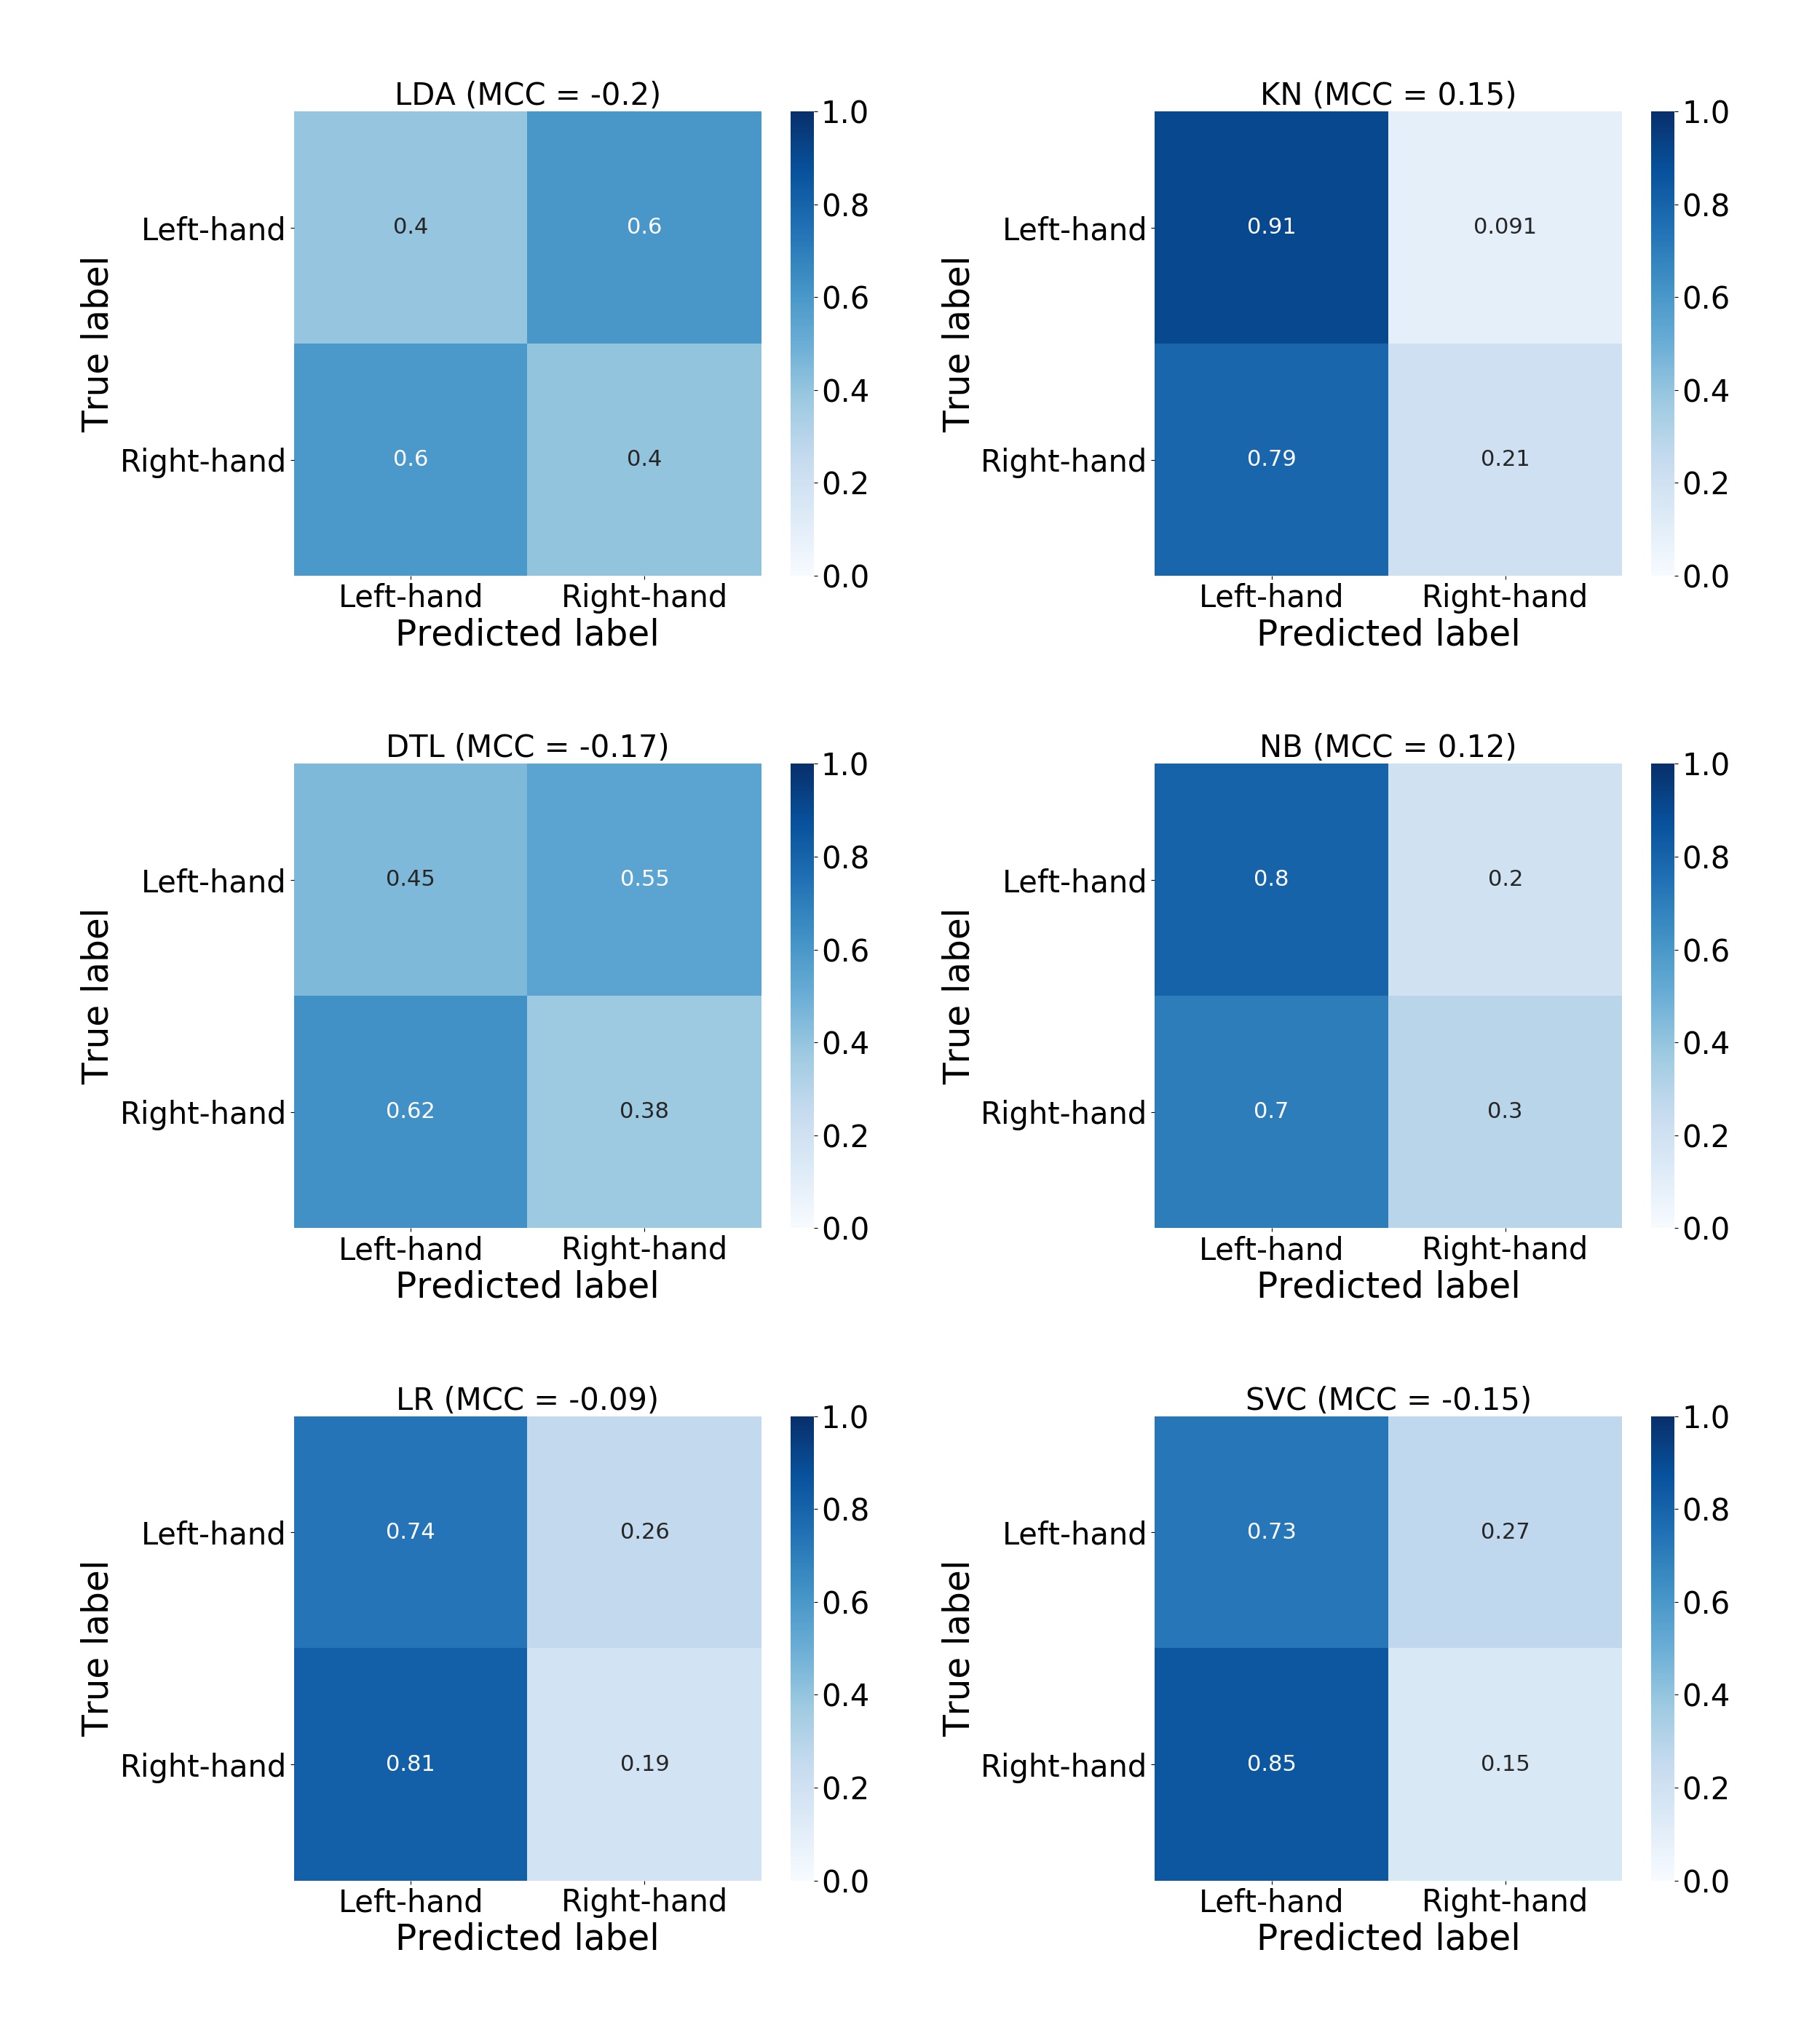 LDA (MCC = -0.2)
1.0
0.8
0.6
0.4
0.2
0.0
True label
Left-hand
0.4 0.6
Right-hand
0.6 0.4
Left-hand Right-hand
Predicted label
KN (MCC = 0.15)
1.0
0.8
0.6
0.4
0.2
0.0
True label
Left-hand
0.91 0.091
Right-hand
0.79 0.21
Left-hand Right-hand
Predicted label
DTL (MCC = -0.17)
1.0
0.8
0.6
0.4
0.2
0.0
True label
Left-hand
0.45 0.55
Right-hand
0.62 0.38
Left-hand Right-hand
Predicted label
NB (MCC = 0.12)
1.0
0.8
0.6
0.4
0.2
0.0
True label
Left-hand
0.8 0.2
Right-hand
0.7 0.3
Left-hand Right-hand
Predicted label
LR (MCC = -0.09)
1.0
0.8
0.6
0.4
0.2
0.0
True label
Left-hand
0.74 0.26
Right-hand
0.81 0.19
Left-hand Right-hand
Predicted label
SVC (MCC = -0.15)
1.0
0.8
0.6
0.4
0.2
0.0
True label
Left-hand
0.73 0.27
Right-hand
0.85 0.15
Left-hand Right-hand
Predicted label